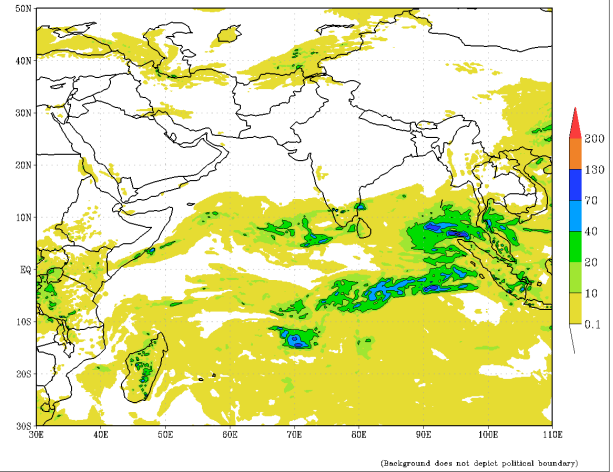 50N
40N
30N
20N
10N
EQ
10S
20S
30S
30E 40E 50E 60E 70E 80E 90E 100E 110E
200
130
70
40
20
10
0.1
(Background does not depict political boundary)